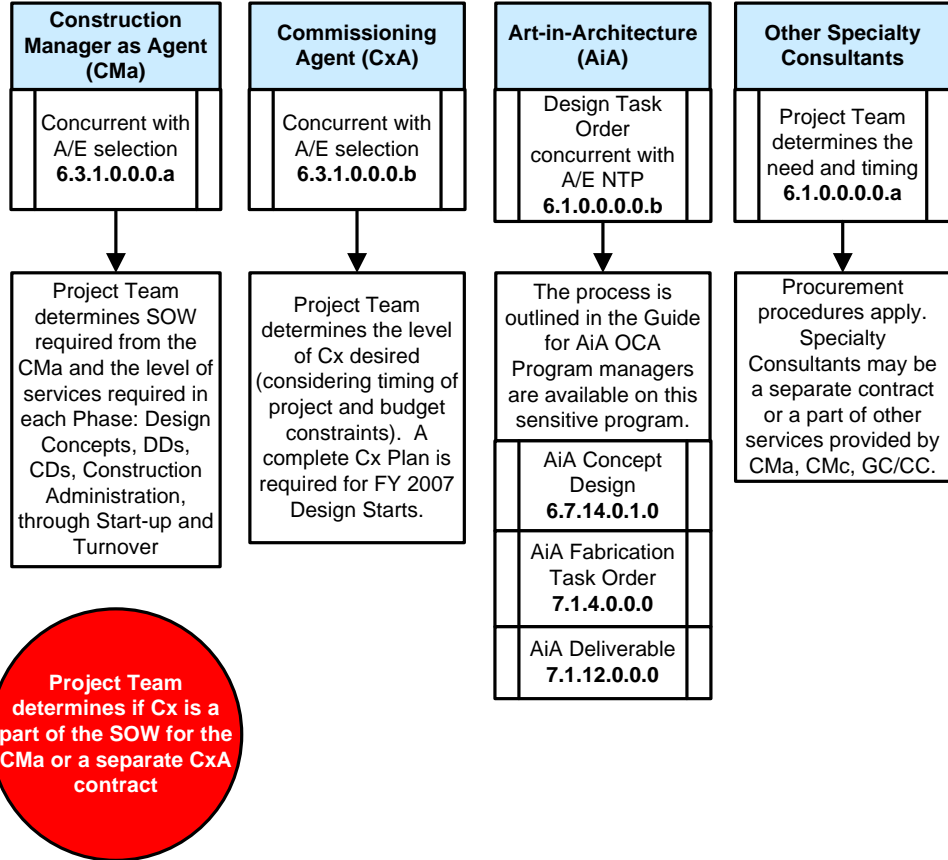 Construction
Manager as Agent
(CMa)
Concurrent with
A/E selection
6.3.1.0.0.0.a
Project Team
determines SOW
required from the
CMa and the level of
services required in
each Phase: Design
Concepts, DDs,
CDs, Construction
Administration,
through Start-up and
Turnover
Commissioning
Agent (CxA)
Concurrent with
A/E selection
6.3.1.0.0.0.b
Project Team
determines the level
of Cx desired
(considering timing of
project and budget
constraints).  A
complete Cx Plan is
required for FY 2007
Design Starts.
Art-in-Architecture
(AiA)
Design Task
Order
concurrent with
A/E NTP
6.1.0.0.0.0.b
The process is
outlined in the Guide
for AiA OCA
Program managers
are available on this
sensitive program.
AiA Concept
Design
6.7.14.0.1.0
AiA Fabrication
Task Order
7.1.4.0.0.0
AiA Deliverable
7.1.12.0.0.0
Other Specialty
Consultants
Project Team
determines the
need and timing
6.1.0.0.0.0.a
Procurement
procedures apply.
Specialty
Consultants may be
a separate contract
or a part of other
services provided by
CMa, CMc, GC/CC.
Project Team
determines if Cx is a
part of the SOW for the
CMa or a separate CxA
contract